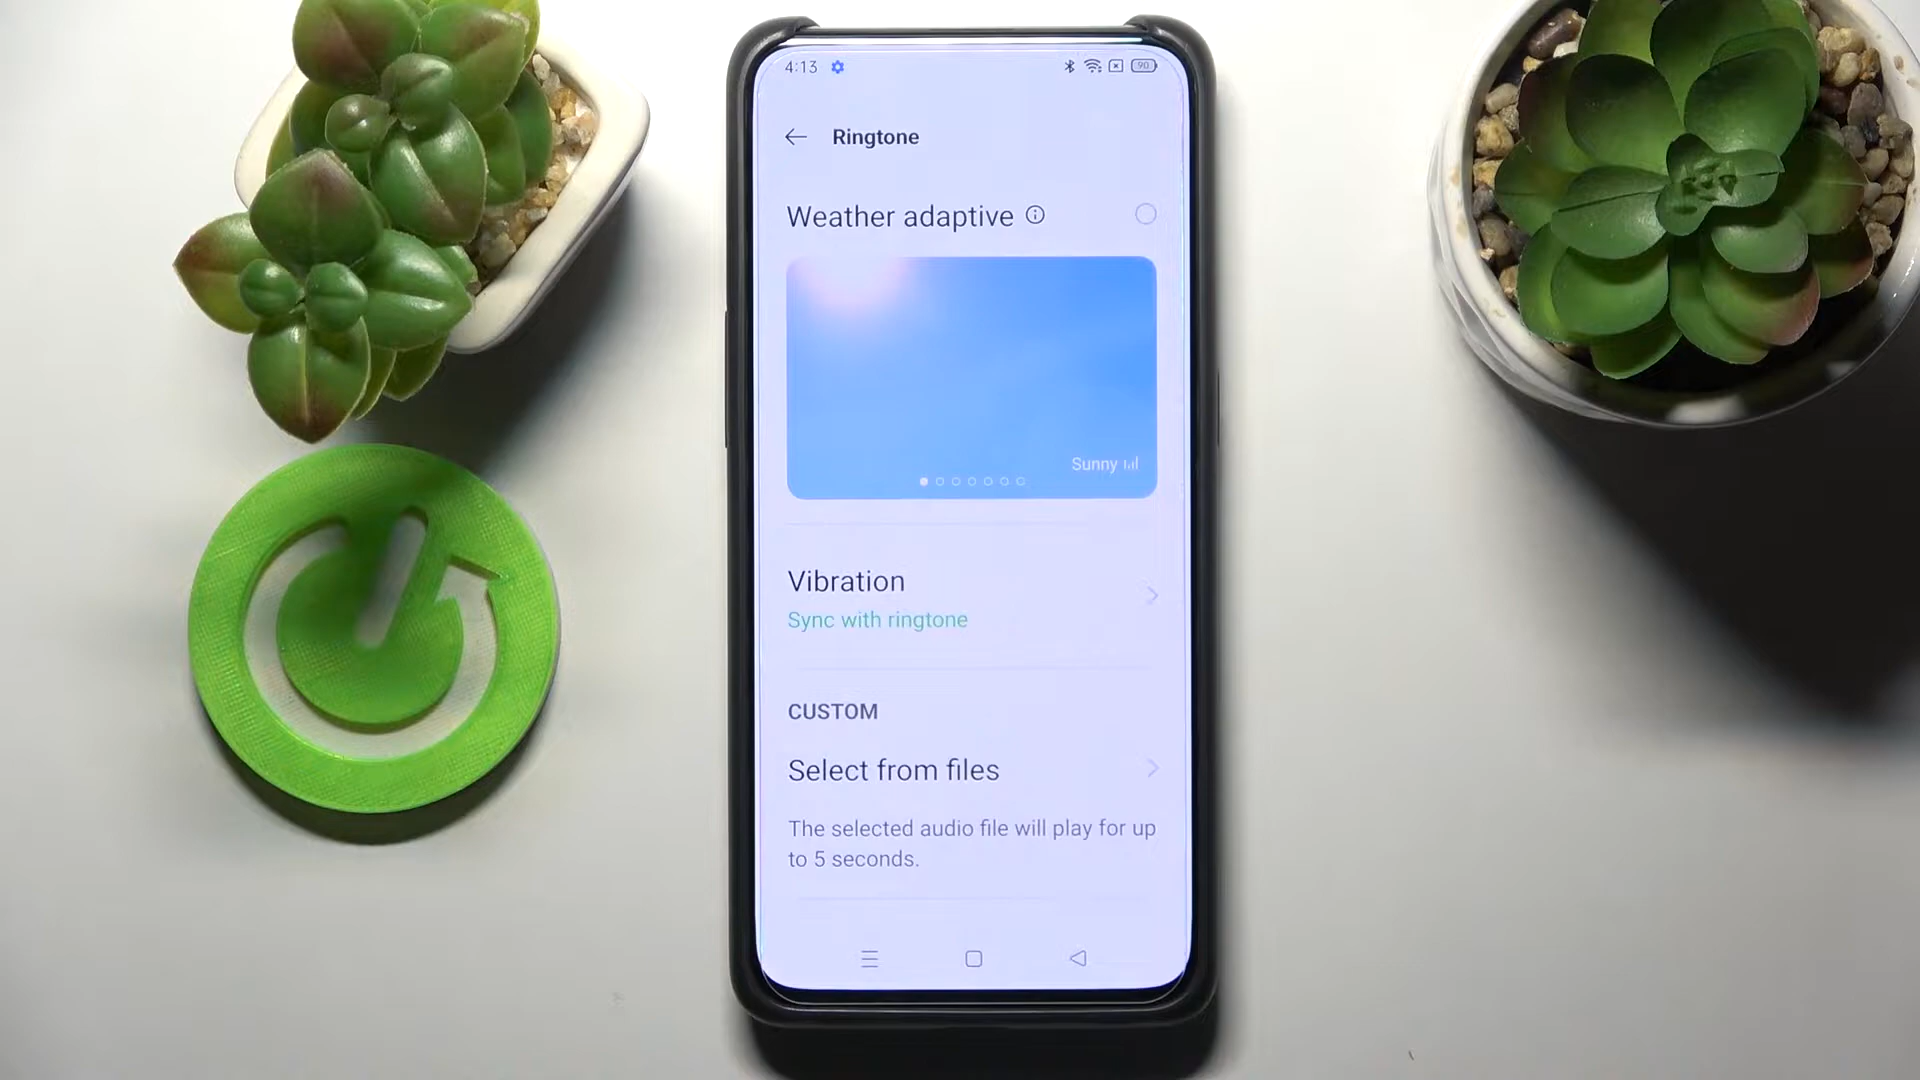 4:13
90
Ringtone
Weather adaptive
Sunny
Vibration
Sync with ringtone
CUSTOM
Select from files
The selected audio file will play for up
to 5 seconds.